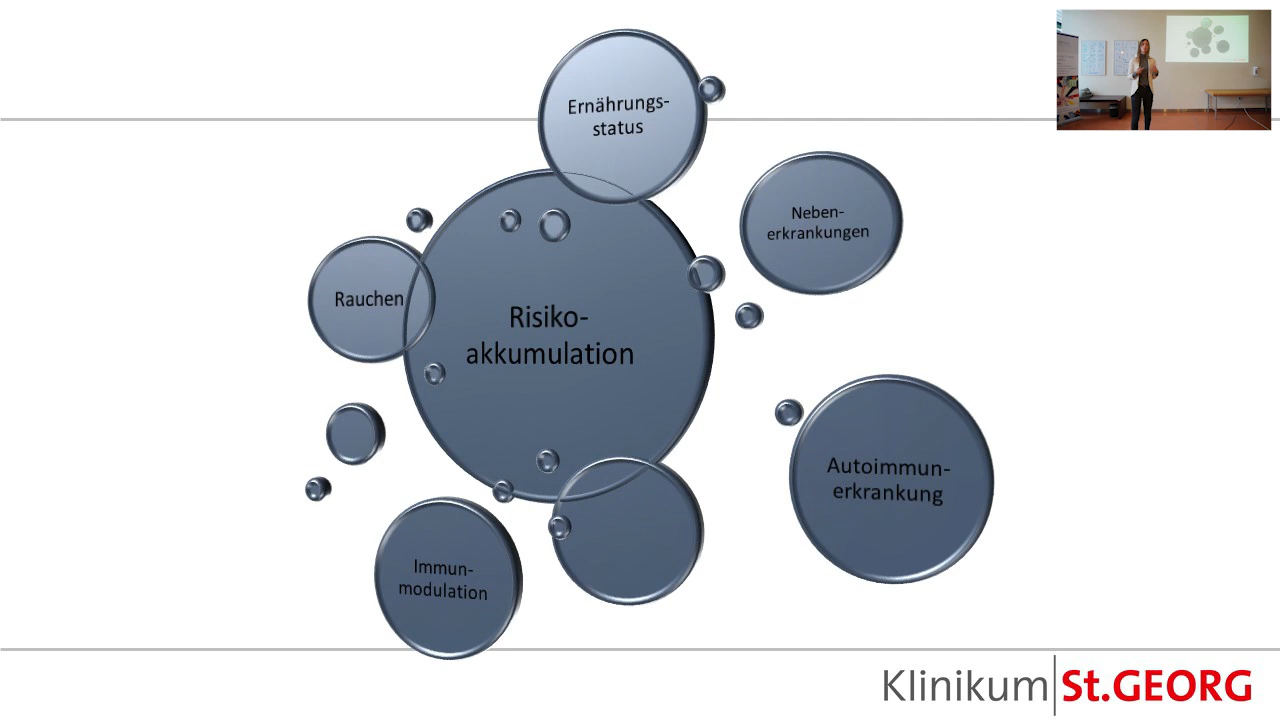 Ernährungs-
status
Neben-
erkrankungen
Rauchen
Risiko-
akkumulation
Autoimmun-
erkrankung
Immun-
modulation
Klinikum St.GEORG